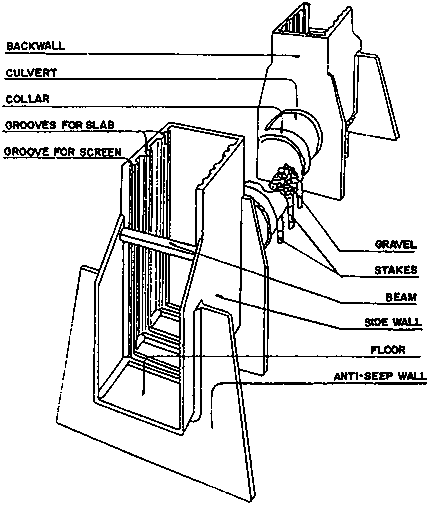 BACKWALL
CULVERT
COLLAR
GROOVES FOR SLAB
GROOVE FOR SCREEN
GRAVEL
STAKES
BEAM
SIDE WALL
FLOOR
ANTI-SEEP WALL